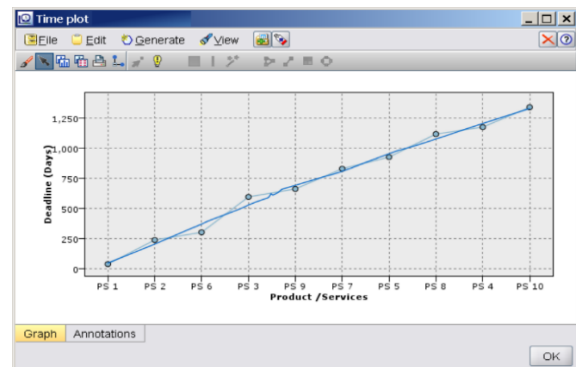 Time plot
File Edit Generate View
1,250
1,000
750
500
250
0
Deadline (Days)
PS 1 PS 2 PS 6 PS 3 PS 9 PS 7 PS 5 PS 8 PS 4 PS 10
Product /Services
Graph Annotations
OK